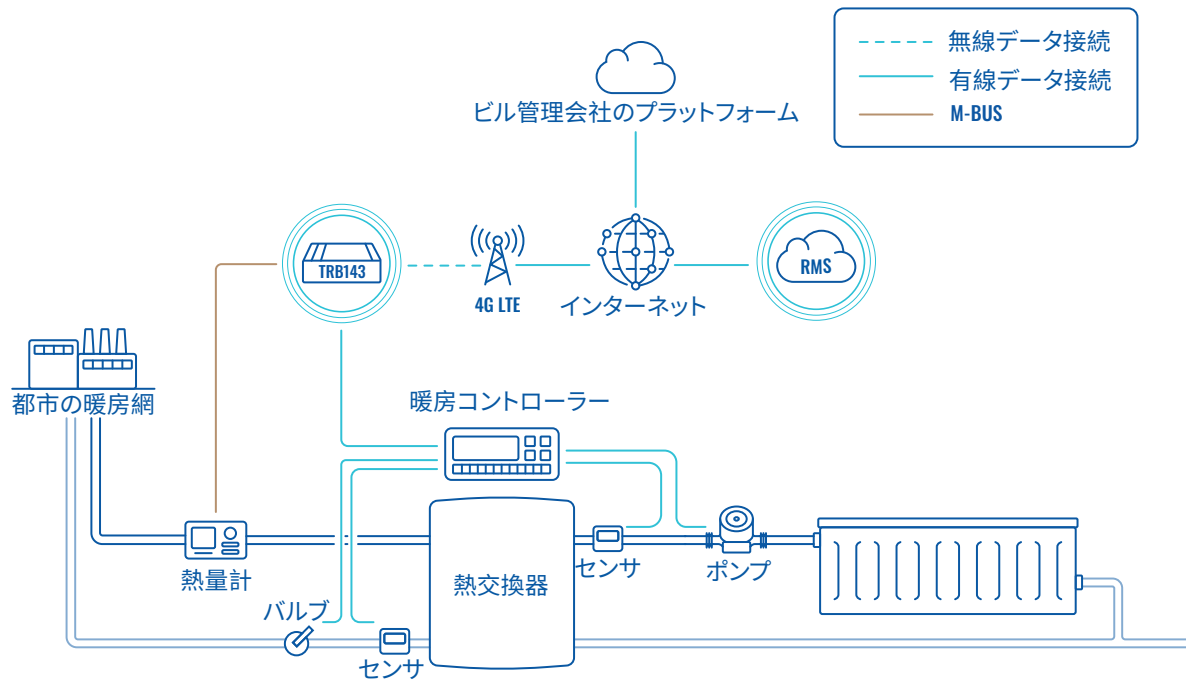 無線データ接続
有線データ接続
M-BUS
ビル管理会社のプラットフォーム
TRB143
RMS
4G LTE
インターネット
都市の暖房網
暖房コントローラー
熱量計
熱交換器
センサ
ポンプ
バルブ
センサ